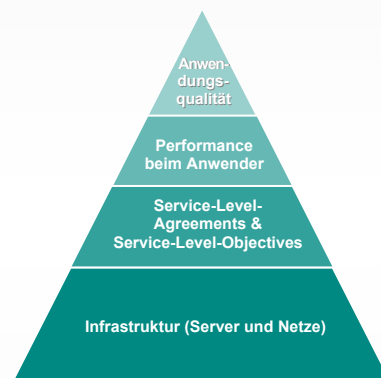 Anwen-
dungs-
qualität
Performance
beim Anwender
Service-Level-
Agreements &
Service-Level-Objectives
Infrastruktur (Server und Netze)